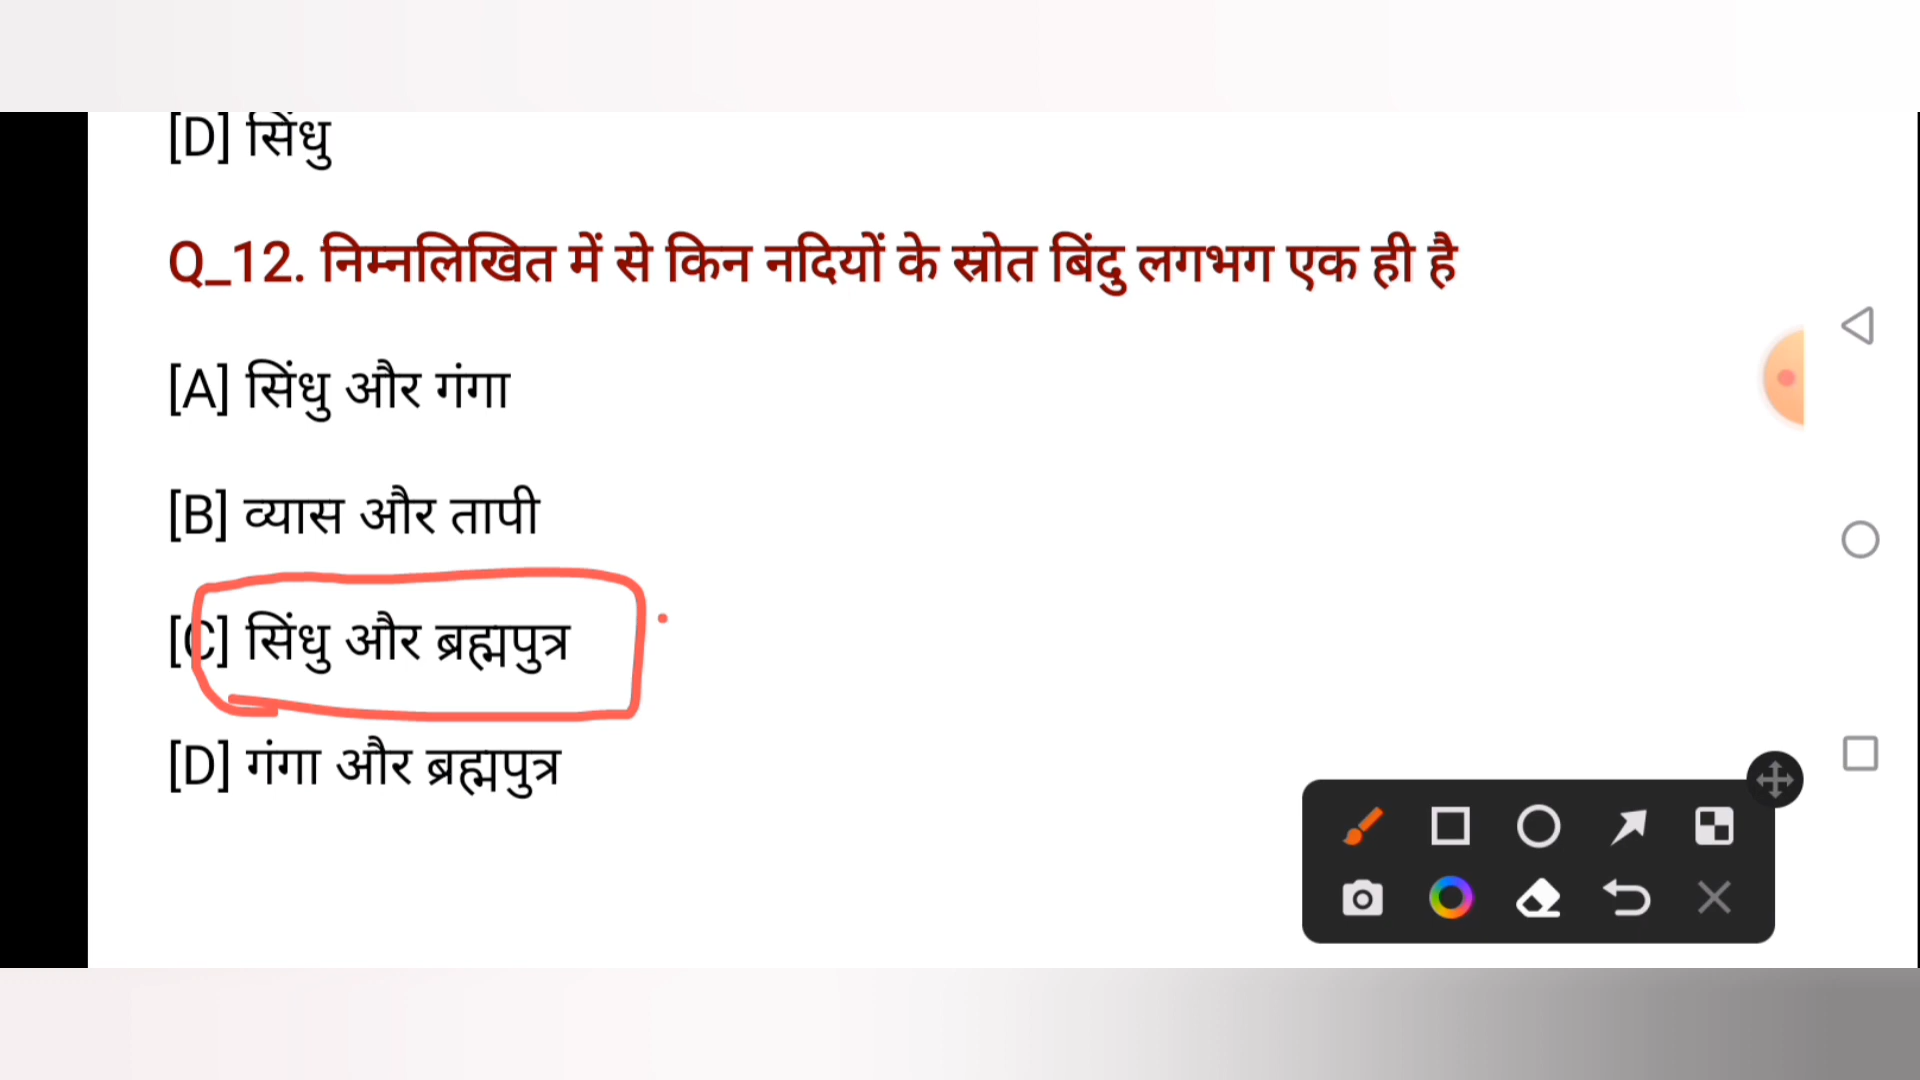 [D] सिंधु
Q_12. निम्नलिखित में से किन नदियों के स्रोत बिंदु लगभग एक ही है
[A] सिंधु और गंगा
[B] व्यास और तापी
[C] सिंधु और ब्रह्मपुत्र
[D] गंगा और ब्रह्मपुत्र